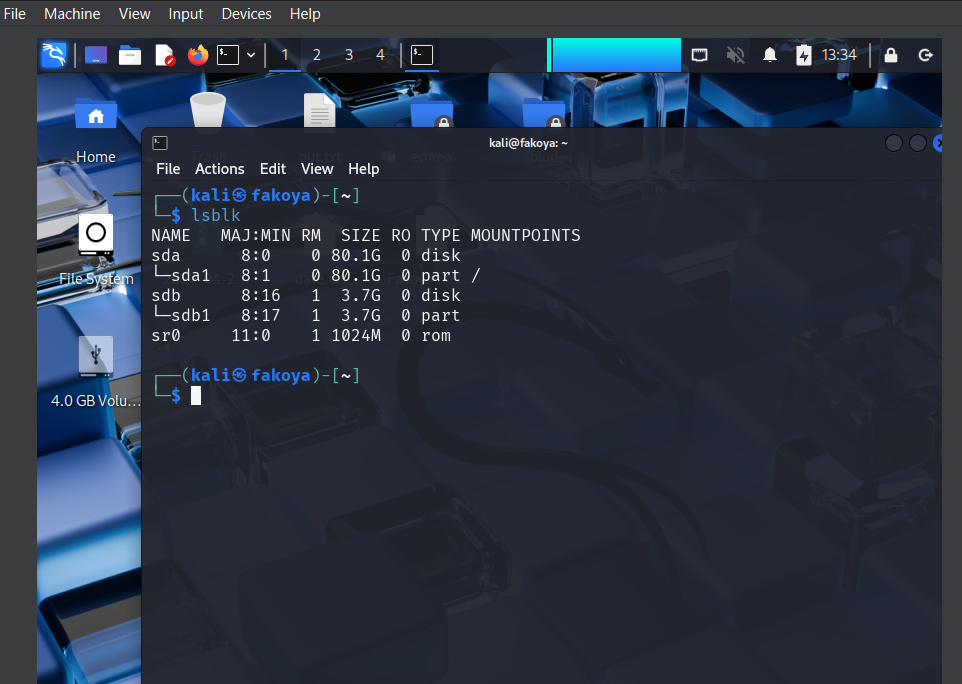 File Machine View Input Devices Help
1 2 3 4 13:34
kali@fakoya: ~
Home
File Actions Edit View Help
┌──(kali㉿fakoya)-[~]
└─$ lsblk
NAME   MAJ:MIN RM  SIZE RO TYPE MOUNTPOINTS
sda      8:0    0 80.1G  0 disk
└─sda1   8:1    0 80.1G  0 part /
sdb      8:16   1  3.7G  0 disk
└─sdb1   8:17   1  3.7G  0 part
sr0     11:0    1 1024M  0 rom
┌──(kali㉿fakoya)-[~]
└─$
File System
4.0 GB Volu...